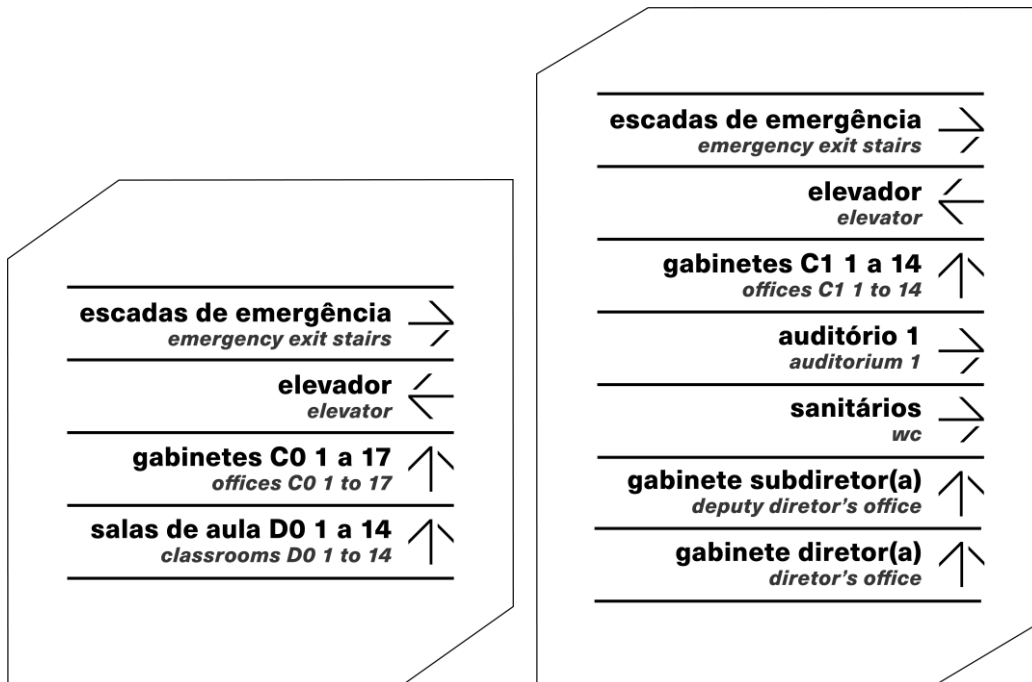 escadas de emergência
emergency exit stairs
elevador
elevator
gabinetes C0 1 a 17
offices C0 1 to 17
salas de aula D0 1 a 14
classrooms D0 1 to 14
escadas de emergência
emergency exit stairs
elevador
elevator
gabinetes C1 1 a 14
offices C1 1 to 14
auditório 1
auditorium 1
sanitários
wc
gabinete subdiretor(a)
deputy diretor's office
gabinete diretor(a)
diretor's office